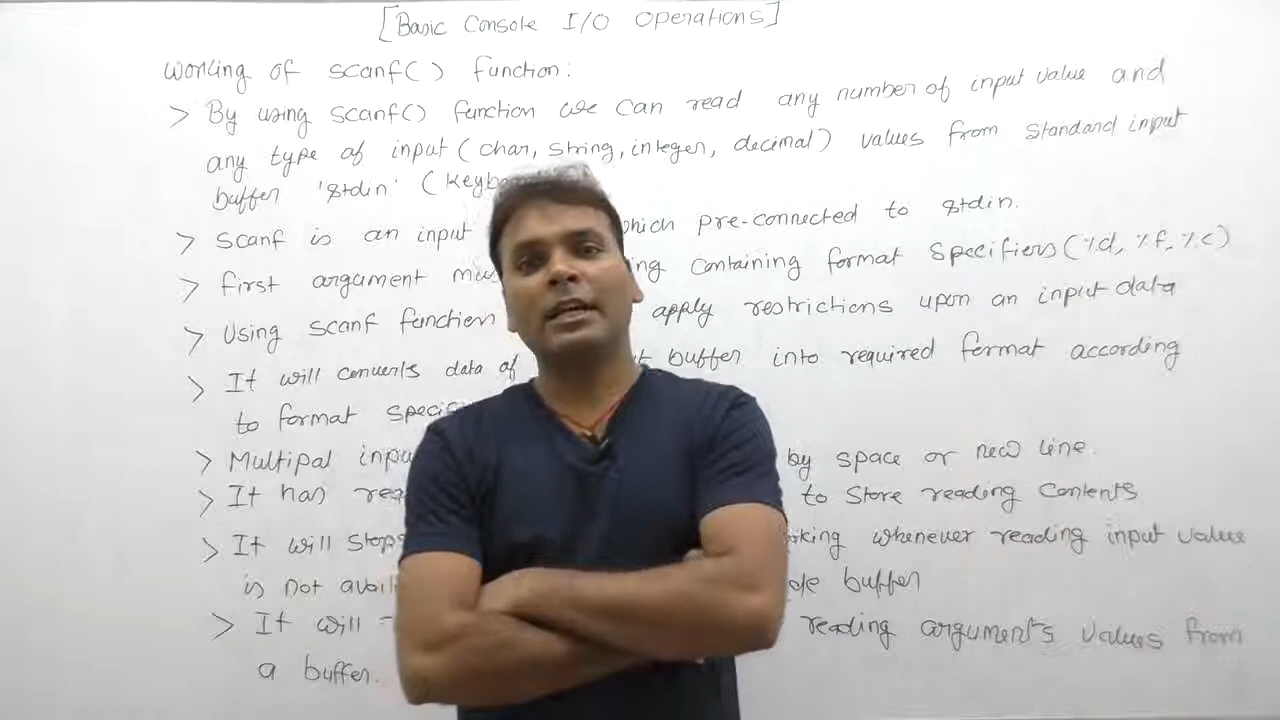 [Basic Console I/O Operations]
Working of scanf() function:
> By using scanf() function we can read any number of input value and
any type of input (char, string, integer, decimal) values from standard input
buffer 'stdin' (Keyb
> Scanf is an input which pre-connected to stdin.
> First argument mus ing containing format specifiers (%d, %f, %c)
> Using scanf function apply restrictions upon an input data
> It will converts data of buffer into required format according
to format speci
> Multipal inpu by space or new line.
> It has rea to store reading contents
> It will stops rking whenever reading input value
is not avail de buffer
> It will reading arguments values from
a buffer.